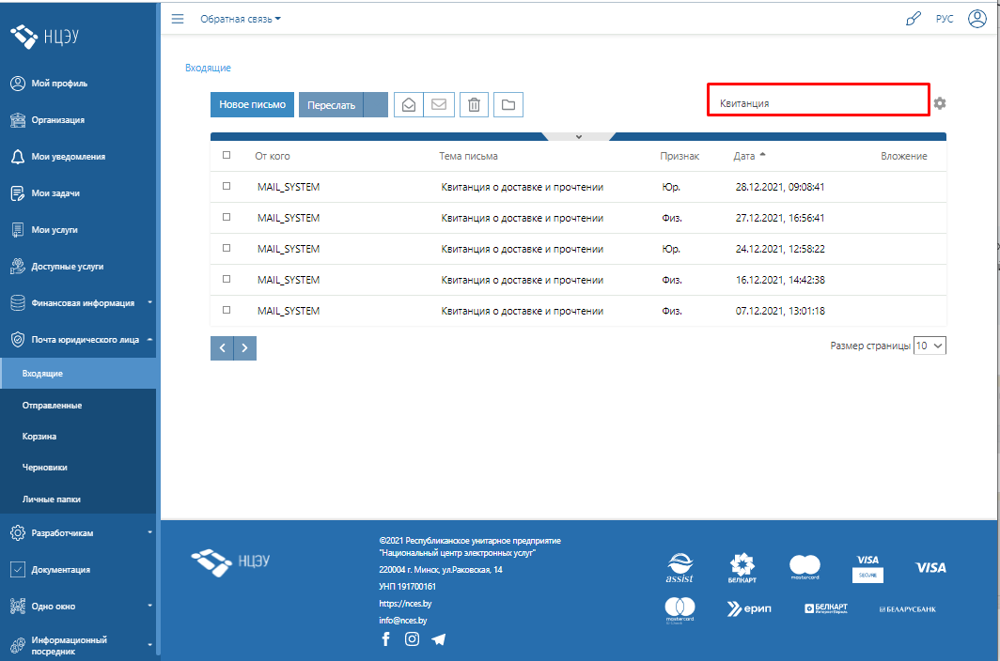 НЦЭУ
Обратная связь
РУС
Мой профиль
Организация
Мои уведомления
Мои задачи
Мои услуги
Доступные услуги
Финансовая информация
Почта юридического лица
Входящие
Отправленные
Корзина
Черновики
Личные папки
Разработчикам
Документация
Одно окно
Информационный
посредник
Входящие
Новое письмо Переслать
Квитанция
От кого Тема письма Признак Дата Вложение
MAIL_SYSTEM Квитанция о доставке и прочтении Юр. 28.12.2021, 09:08:41
MAIL_SYSTEM Квитанция о доставке и прочтении Физ. 27.12.2021, 16:56:41
MAIL_SYSTEM Квитанция о доставке и прочтении Юр. 24.12.2021, 12:58:22
MAIL_SYSTEM Квитанция о доставке и прочтении Физ. 16.12.2021, 14:42:38
MAIL_SYSTEM Квитанция о доставке и прочтении Физ. 07.12.2021, 13:01:18
Размер страницы 10
НЦЭУ
©2021 Республиканское унитарное предприятие
"Национальный центр электронных услуг"
220004 г. Минск, ул.Раковская, 14
УНП 191700161
https://nces.by
info@nces.by
assist
БЕЛКАРТ
mastercard
VISA
SECURE
VISA
mastercard
ерип
БЕЛКАРТ
БЕЛАРУСБАНК